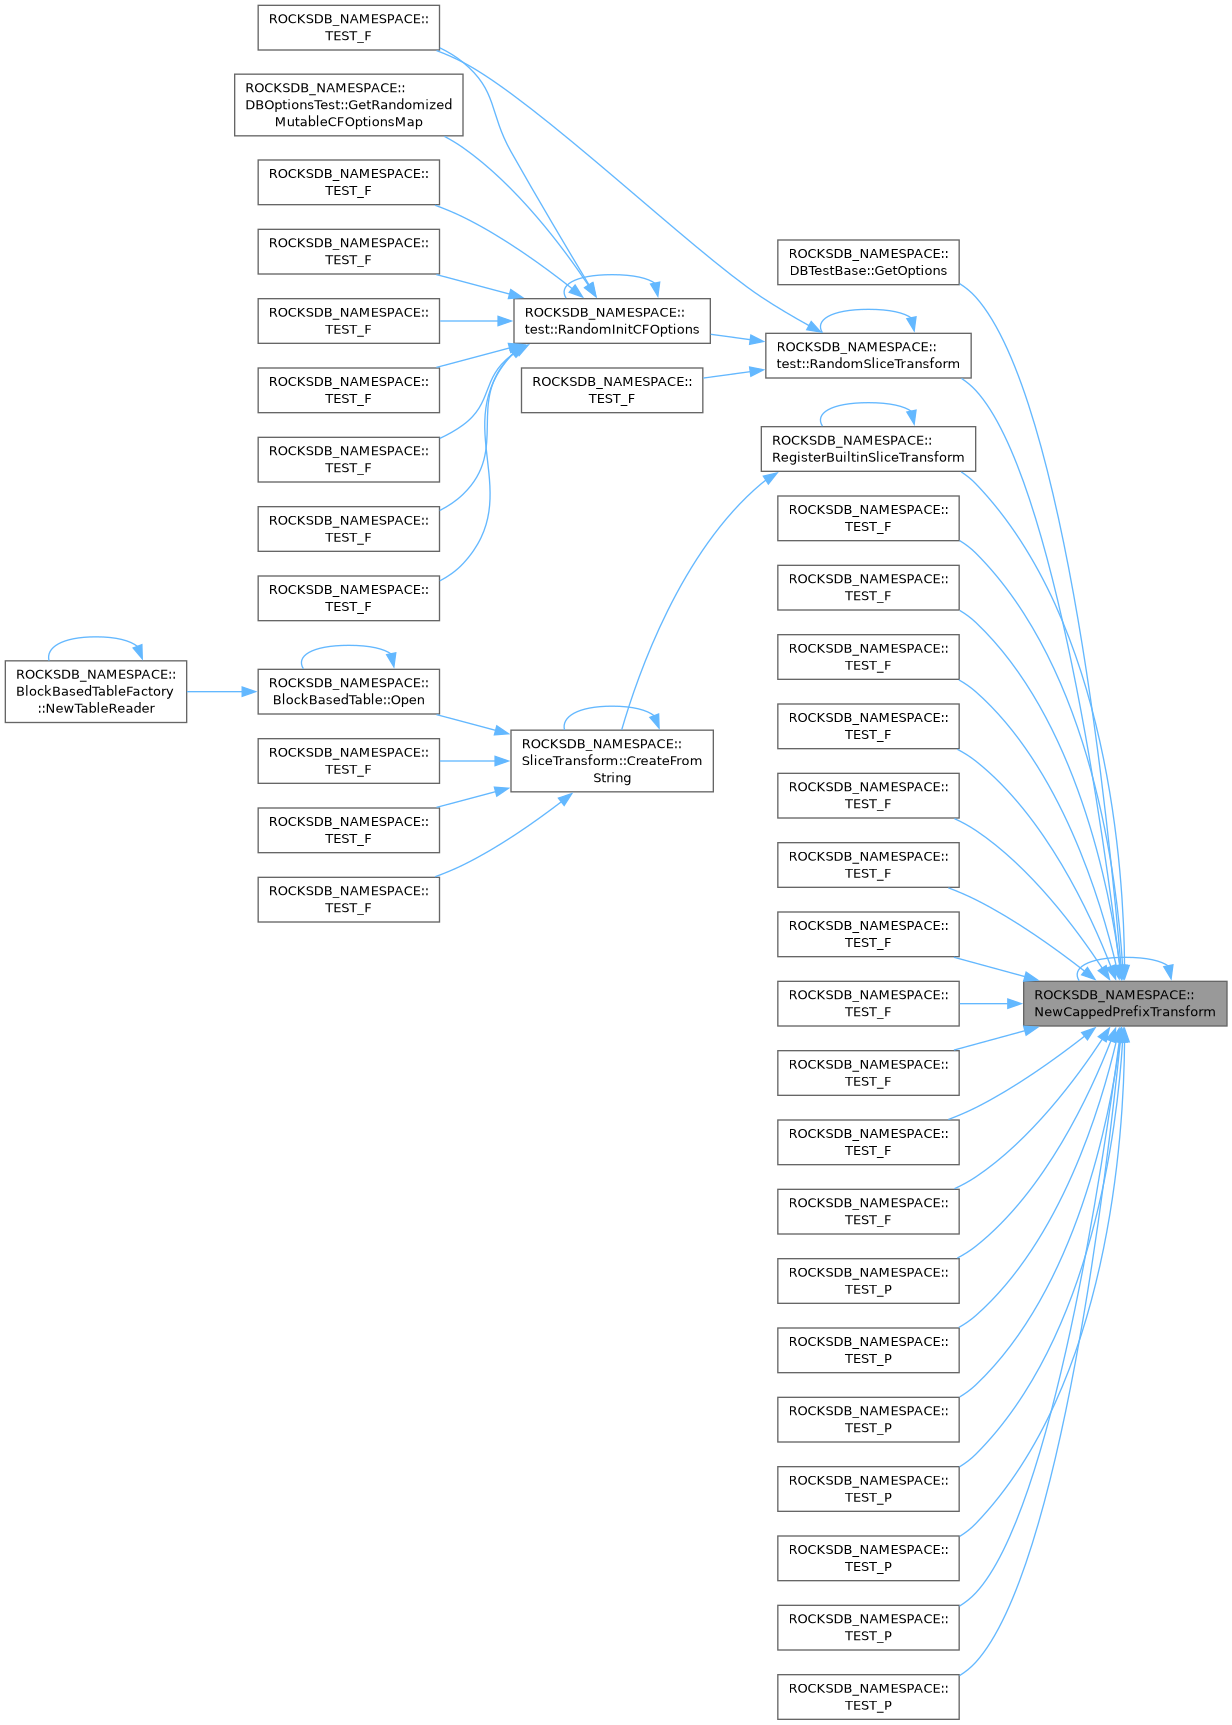 ROCKSDB_NAMESPACE::
TEST_F
ROCKSDB_NAMESPACE::
DBOptionsTest::GetRandomized
MutableCFOptionsMap
ROCKSDB_NAMESPACE::
TEST_F
ROCKSDB_NAMESPACE::
TEST_F
ROCKSDB_NAMESPACE::
TEST_F
ROCKSDB_NAMESPACE::
TEST_F
ROCKSDB_NAMESPACE::
TEST_F
ROCKSDB_NAMESPACE::
TEST_F
ROCKSDB_NAMESPACE::
TEST_F
ROCKSDB_NAMESPACE::
BlockBasedTableFactory
::NewTableReader
ROCKSDB_NAMESPACE::
BlockBasedTable::Open
ROCKSDB_NAMESPACE::
TEST_F
ROCKSDB_NAMESPACE::
TEST_F
ROCKSDB_NAMESPACE::
TEST_F
ROCKSDB_NAMESPACE::
test::RandomInitCFOptions
ROCKSDB_NAMESPACE::
TEST_F
ROCKSDB_NAMESPACE::
SliceTransform::CreateFrom
String
ROCKSDB_NAMESPACE::
DBTestBase::GetOptions
ROCKSDB_NAMESPACE::
test::RandomSliceTransform
ROCKSDB_NAMESPACE::
RegisterBuiltinSliceTransform
ROCKSDB_NAMESPACE::
TEST_F
ROCKSDB_NAMESPACE::
TEST_F
ROCKSDB_NAMESPACE::
TEST_F
ROCKSDB_NAMESPACE::
TEST_F
ROCKSDB_NAMESPACE::
TEST_F
ROCKSDB_NAMESPACE::
TEST_F
ROCKSDB_NAMESPACE::
TEST_F
ROCKSDB_NAMESPACE::
TEST_F
ROCKSDB_NAMESPACE::
TEST_F
ROCKSDB_NAMESPACE::
TEST_F
ROCKSDB_NAMESPACE::
TEST_F
ROCKSDB_NAMESPACE::
TEST_P
ROCKSDB_NAMESPACE::
TEST_P
ROCKSDB_NAMESPACE::
TEST_P
ROCKSDB_NAMESPACE::
TEST_P
ROCKSDB_NAMESPACE::
TEST_P
ROCKSDB_NAMESPACE::
TEST_P
ROCKSDB_NAMESPACE::
TEST_P
ROCKSDB_NAMESPACE::
NewCappedPrefixTransform